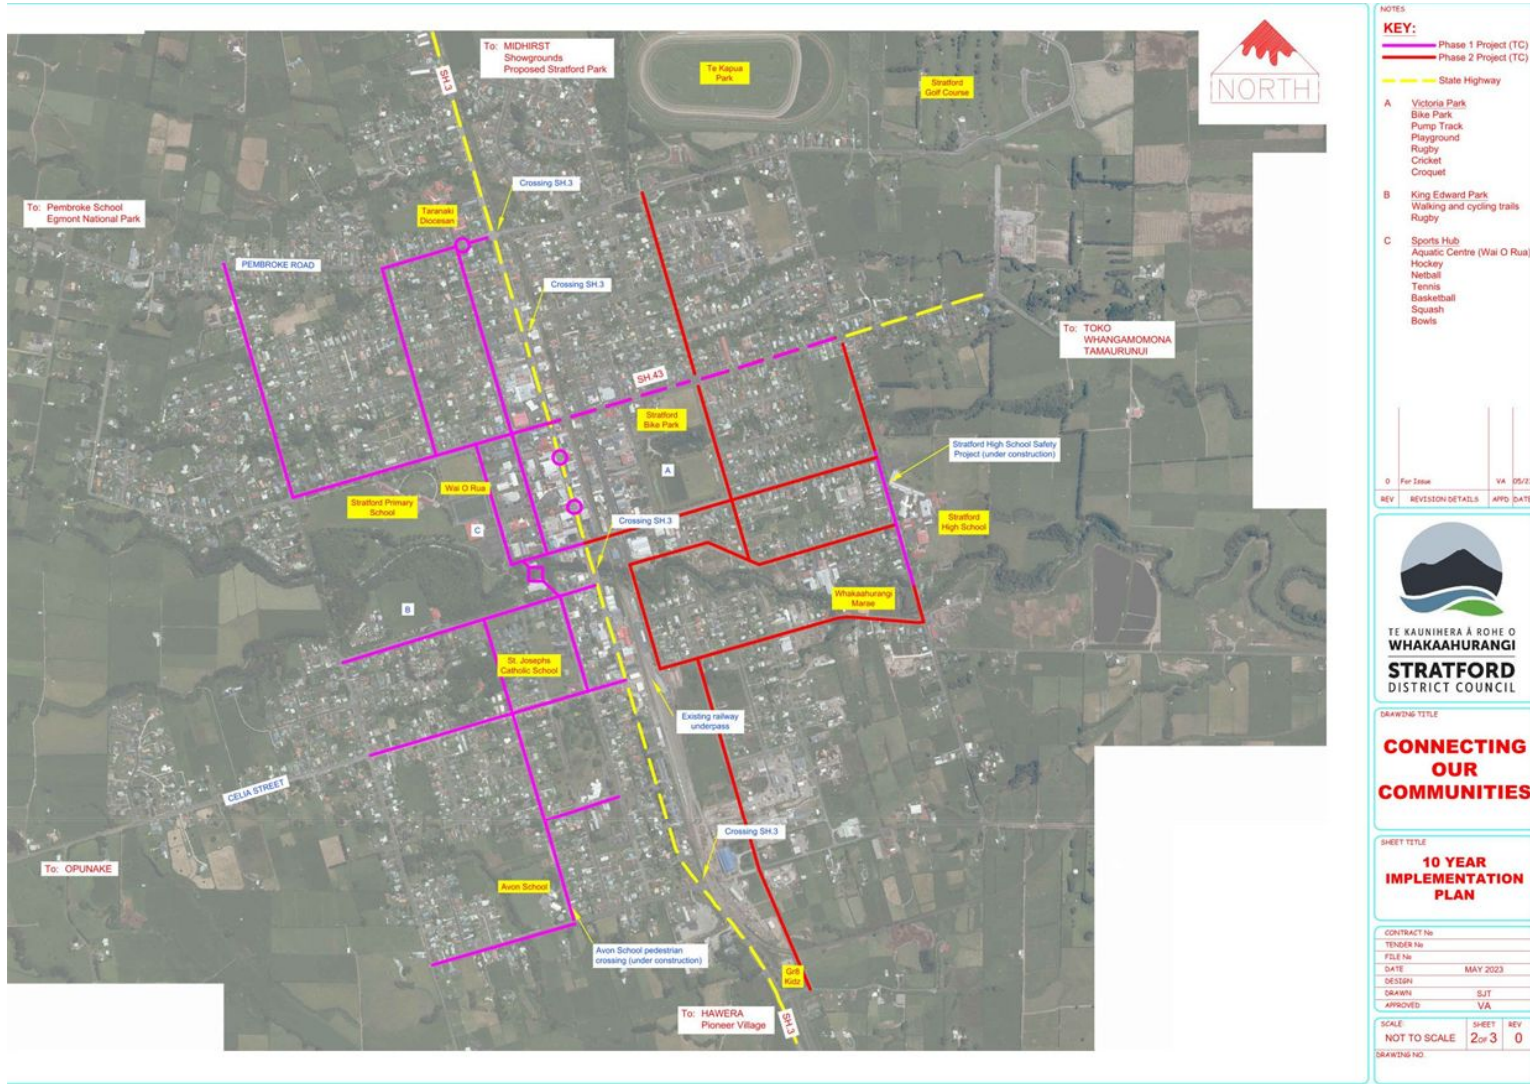 To: MIDHIRST
Showgrounds
Proposed Stratford Park
SH.3
Te Kapua
Park
Stratford
Golf Course
NORTH
To: Pembroke School
Egmont National Park
Taranaki
Diocesan
Crossing SH.3
PEMBROKE ROAD
Crossing SH.3
To: TOKO
WHANGAMOMONA
TAMAURUNUI
SH.43
Stratford
Bike Park
Stratford High School Safety
Project (under construction)
A
Wai O Rua
Stratford Primary
School
C
Crossing SH.3
Stratford
High School
B
Whakaahurangi
Marae
St. Josephs
Catholic School
Existing railway
underpass
CELIA STREET
Crossing SH.3
To: OPUNAKE
Avon School
Avon School pedestrian
crossing (under construction)
Gr8
Kidz
To: HAWERA
Pioneer Village
SH.3
NOTES
KEY:
Phase 1 Project (TC)
Phase 2 Project (TC)
State Highway
A Victoria Park
Bike Park
Pump Track
Playground
Rugby
Cricket
Croquet
B King Edward Park
Walking and cycling trails
Rugby
C Sports Hub
Aquatic Centre (Wai O Rua)
Hockey
Netball
Tennis
Basketball
Squash
Bowls
0 For Issue VA 05/2
REV REVISION DETAILS APPD DATE
TE KAUNIHERA Ā ROHE O
WHAKAAHURANGI
STRATFORD
DISTRICT COUNCIL
DRAWING TITLE
CONNECTING
OUR
COMMUNITIES
SHEET TITLE
10 YEAR
IMPLEMENTATION
PLAN
CONTRACT No
TENDER No
FILE No
DATE MAY 2023
DESIGN
DRAWN SJT
APPROVED VA
SCALE SHEET REV
NOT TO SCALE 2 OF 3 0
DRAWING NO.